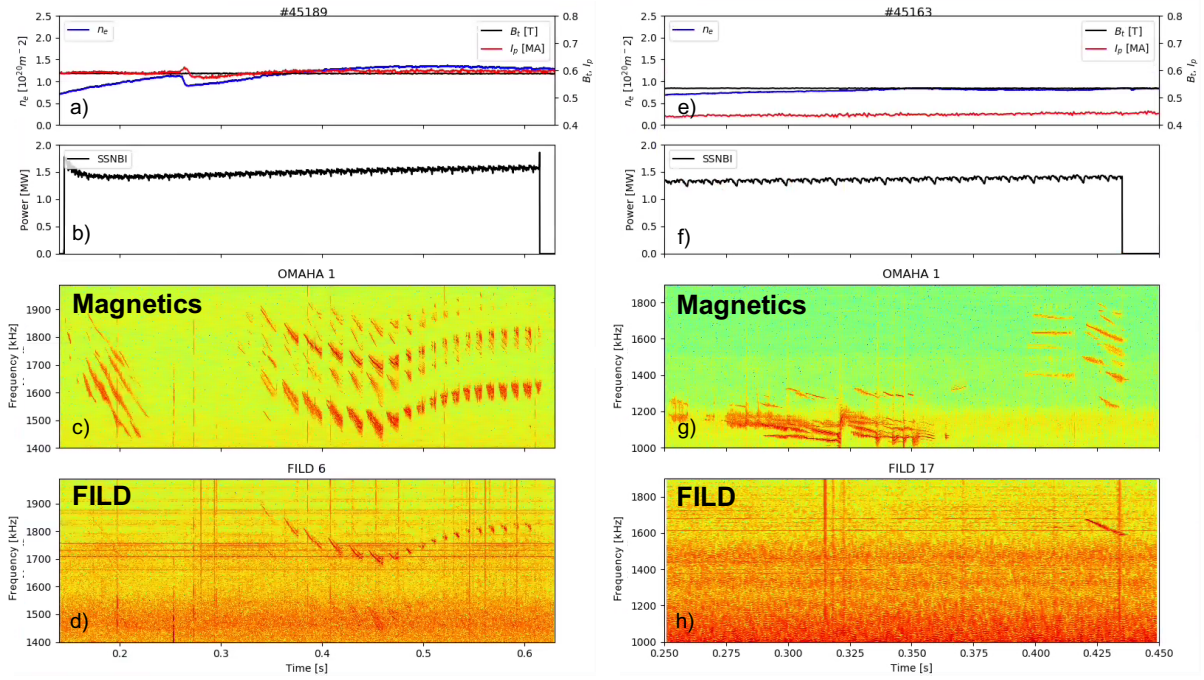 #45189
2.5
2.0
1.5
1.0
0.5
0.0
n_e [10^20 m^-2]
n_e
B_t [T]
I_p [MA]
0.8
0.7
0.6
0.5
0.4
B_t, I_p
a)
2.0
1.5
1.0
0.5
0.0
Power [MW]
SSNBI
b)
OMAHA 1
Magnetics
1900
1800
1700
1600
1500
1400
Frequency [kHz]
c)
FILD 6
FILD
1900
1800
1700
1600
1500
1400
Frequency [kHz]
d)
0.2
0.3
0.4
0.5
0.6
Time [s]
#45163
2.5
2.0
1.5
1.0
0.5
0.0
n_e [10^20 m^-2]
n_e
B_t [T]
I_p [MA]
0.8
0.7
0.6
0.5
0.4
B_t, I_p
e)
2.0
1.5
1.0
0.5
0.0
Power [MW]
SSNBI
f)
OMAHA 1
Magnetics
1800
1600
1400
1200
1000
Frequency [kHz]
g)
FILD 17
FILD
1800
1600
1400
1200
1000
Frequency [kHz]
h)
0.250
0.275
0.300
0.325
0.350
0.375
0.400
0.425
0.450
Time [s]